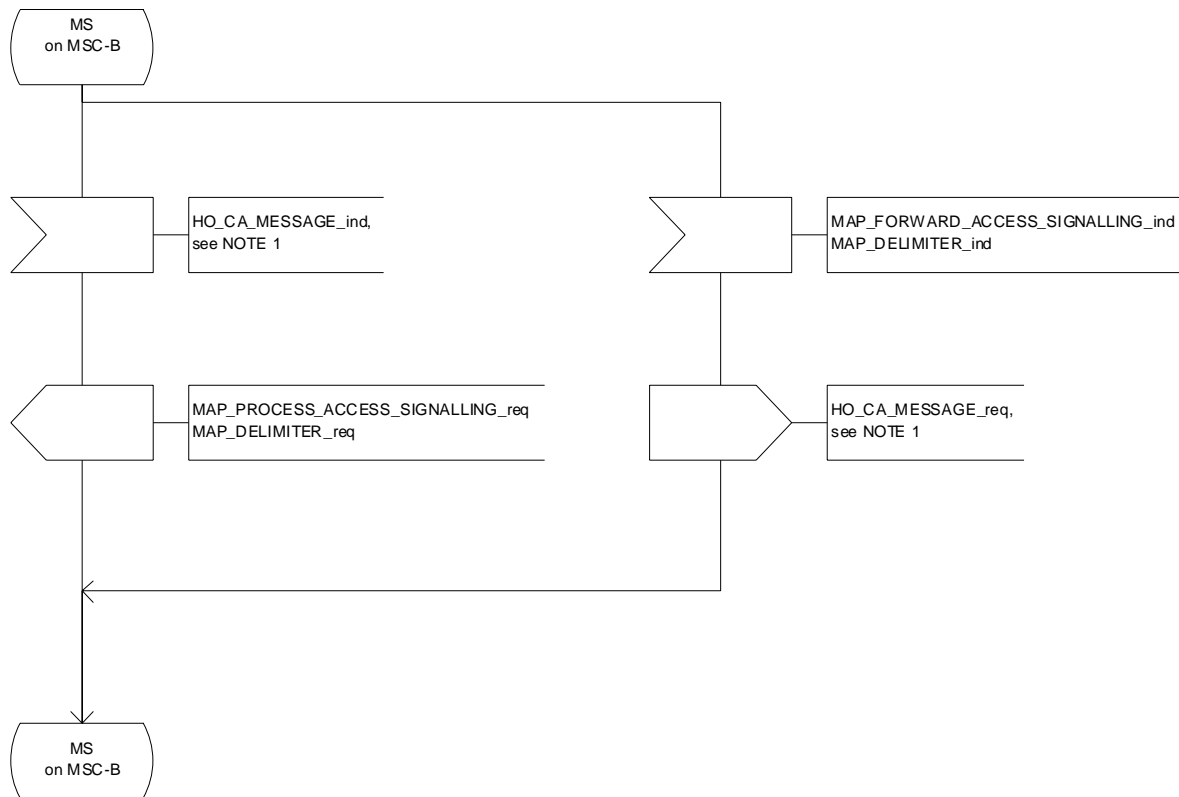 MS
on MSC-B
HO_CA_MESSAGE_ind,
see NOTE 1
MAP_FORWARD_ACCESS_SIGNALLING_ind
MAP_DELIMITER_ind
MAP_PROCESS_ACCESS_SIGNALLING_req
MAP_DELIMITER_req
HO_CA_MESSAGE_req,
see NOTE 1
MS
on MSC-B